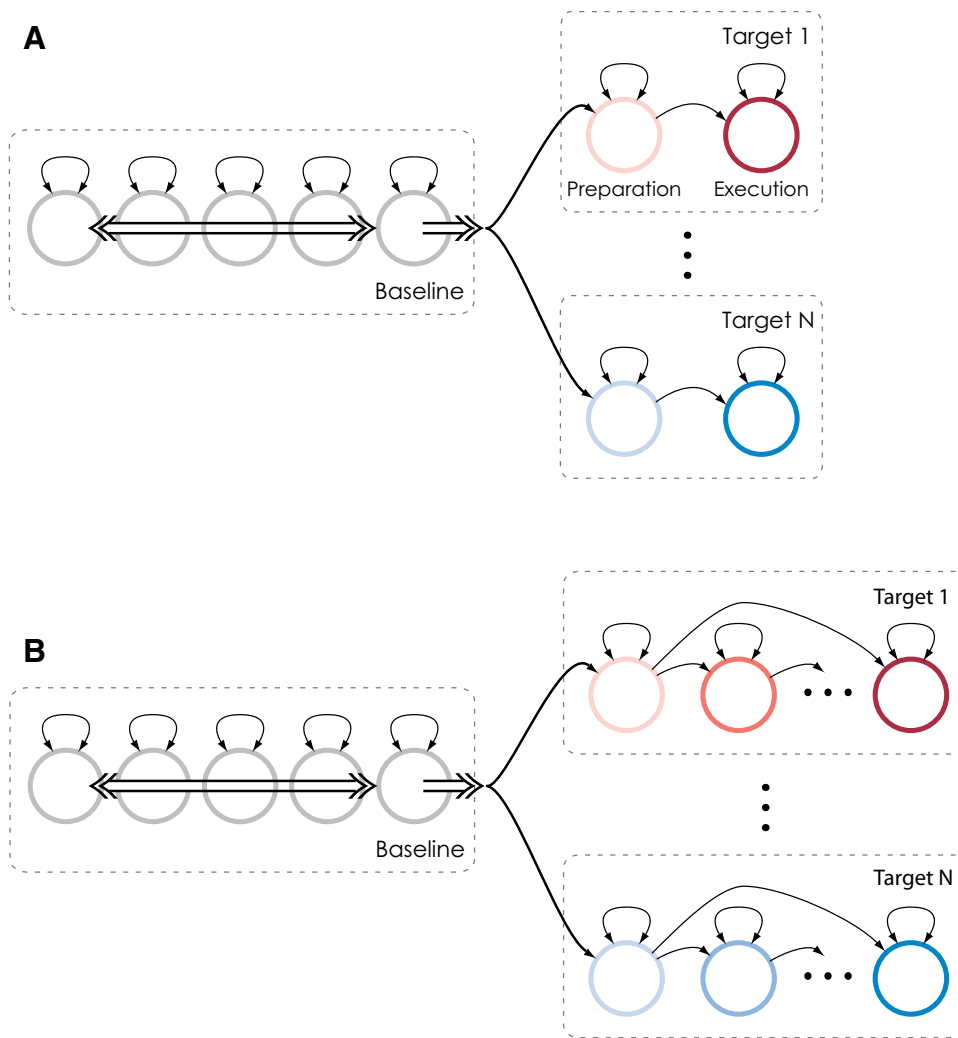 A
Target 1
Preparation
Execution
Baseline
Target N
B
Target 1
Baseline
Target N